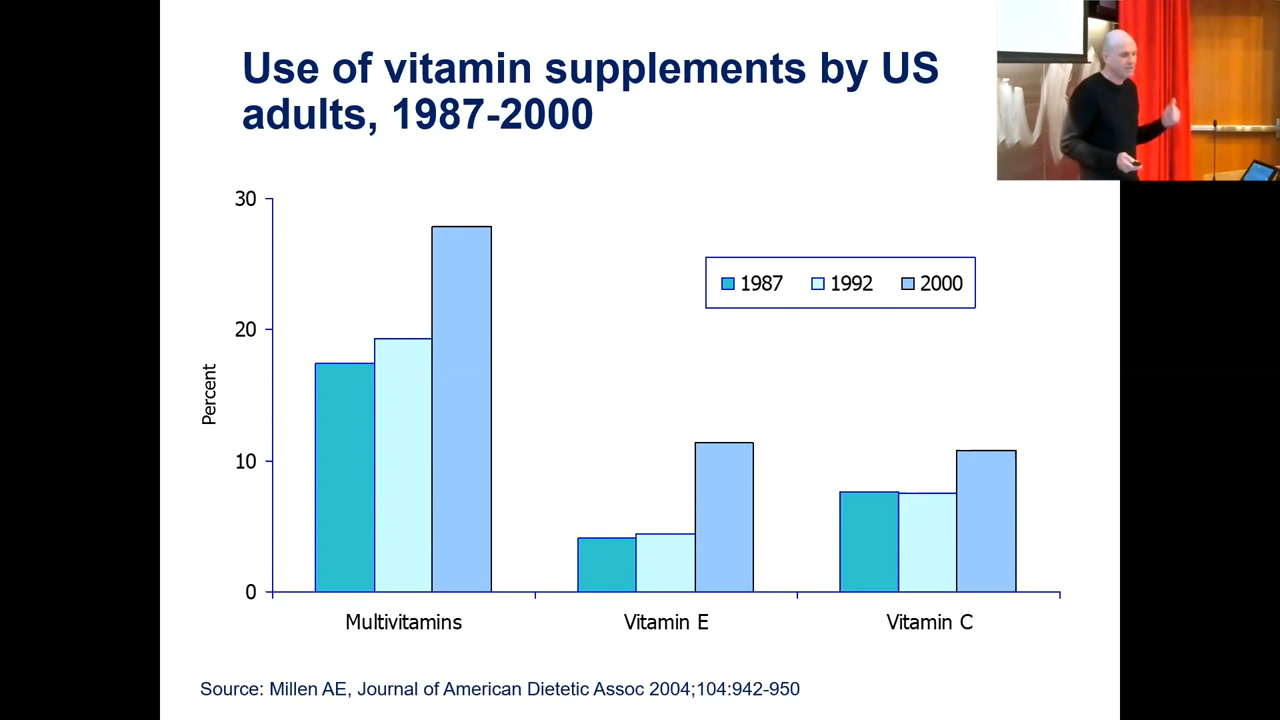 Use of vitamin supplements by US
adults, 1987-2000
30
20
10
0
Percent
1987 1992 2000
Multivitamins Vitamin E Vitamin C
Source: Millen AE, Journal of American Dietetic Assoc 2004;104:942-950